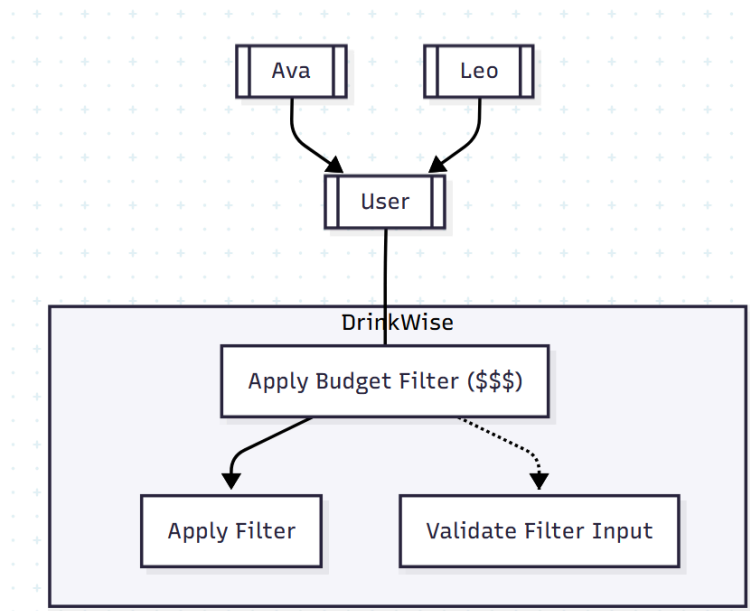 Ava
Leo
User
DrinkWise
Apply Budget Filter ($$$)
Apply Filter
Validate Filter Input